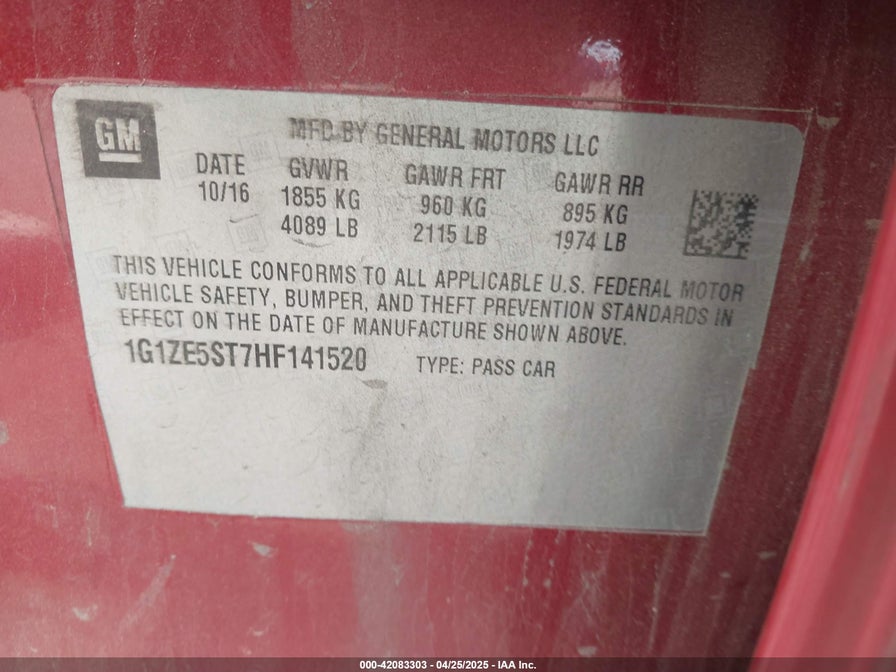 GM
MFD BY GENERAL MOTORS LLC
DATE GVWR GAWR FRT GAWR RR
10/16 1855 KG 960 KG 895 KG
4089 LB 2115 LB 1974 LB
THIS VEHICLE CONFORMS TO ALL APPLICABLE U.S. FEDERAL MOTOR
VEHICLE SAFETY, BUMPER, AND THEFT PREVENTION STANDARDS IN
EFFECT ON THE DATE OF MANUFACTURE SHOWN ABOVE.
1G1ZE5ST7HF141520 TYPE: PASS CAR
000-42083303 - 04/25/2025 - IAA Inc.